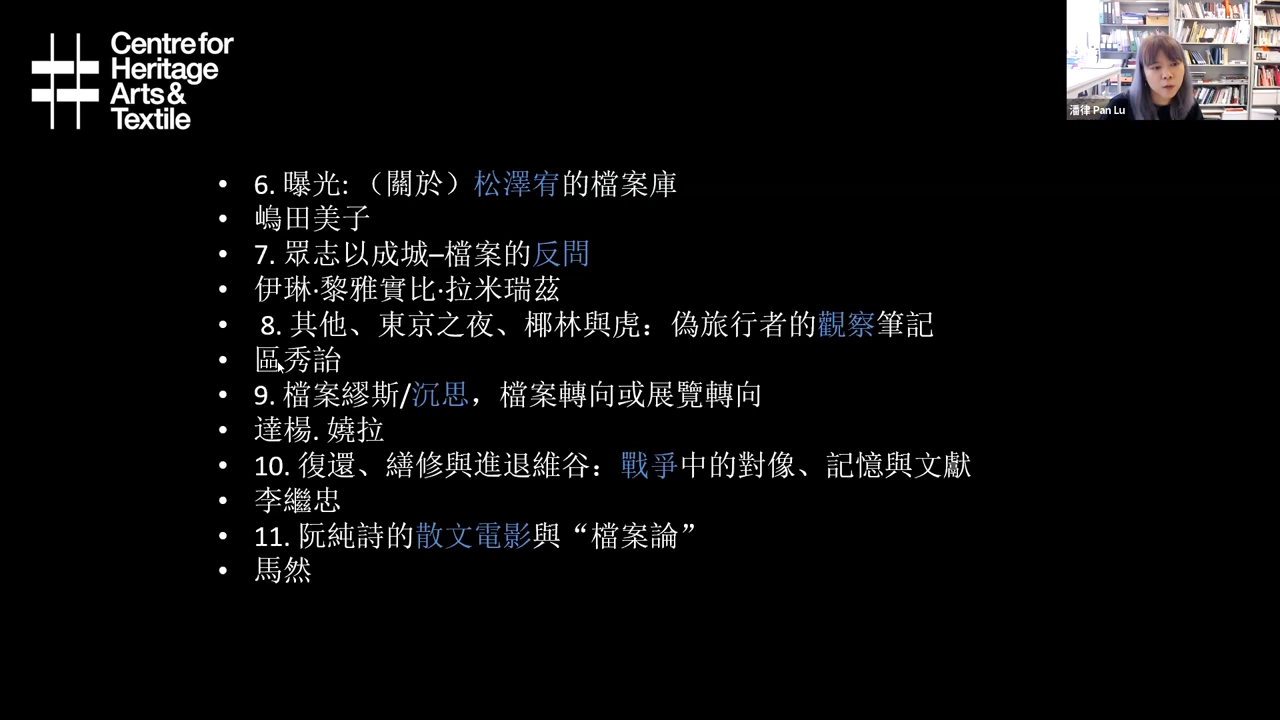 Centre for
Heritage
Arts &
Textile
潘律 Pan Lu
• 6. 曝光: （關於）松澤宥的檔案庫
• 嶋田美子
• 7. 眾志以成城–檔案的反問
• 伊琳·黎雅實比·拉米瑞茲
• 8. 其他、東京之夜、椰林與虎：偽旅行者的觀察筆記
• 區秀詒
• 9. 檔案繆斯/沉思，檔案轉向或展覽轉向
• 達楊. 嬈拉
• 10. 復還、繕修與進退維谷：戰爭中的對像、記憶與文獻
• 李繼忠
• 11. 阮純詩的散文電影與“檔案論”
• 馬然